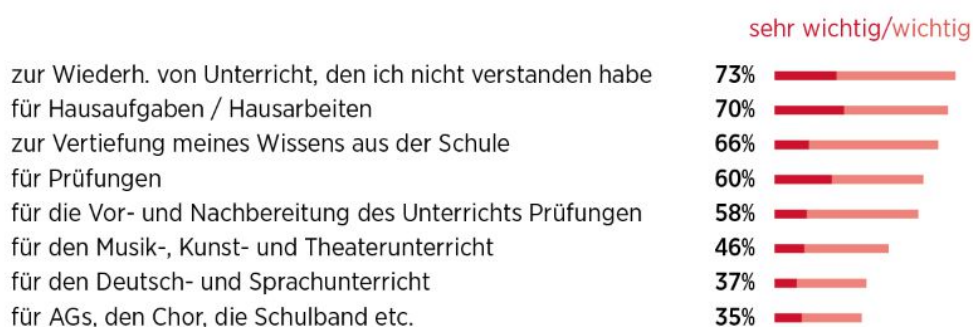 sehr wichtig/wichtig
zur Wiederh. von Unterricht, den ich nicht verstanden habe 73%
für Hausaufgaben / Hausarbeiten 70%
zur Vertiefung meines Wissens aus der Schule 66%
für Prüfungen 60%
für die Vor- und Nachbereitung des Unterrichts Prüfungen 58%
für den Musik-, Kunst- und Theaterunterricht 46%
für den Deutsch- und Sprachunterricht 37%
für AGs, den Chor, die Schulband etc. 35%